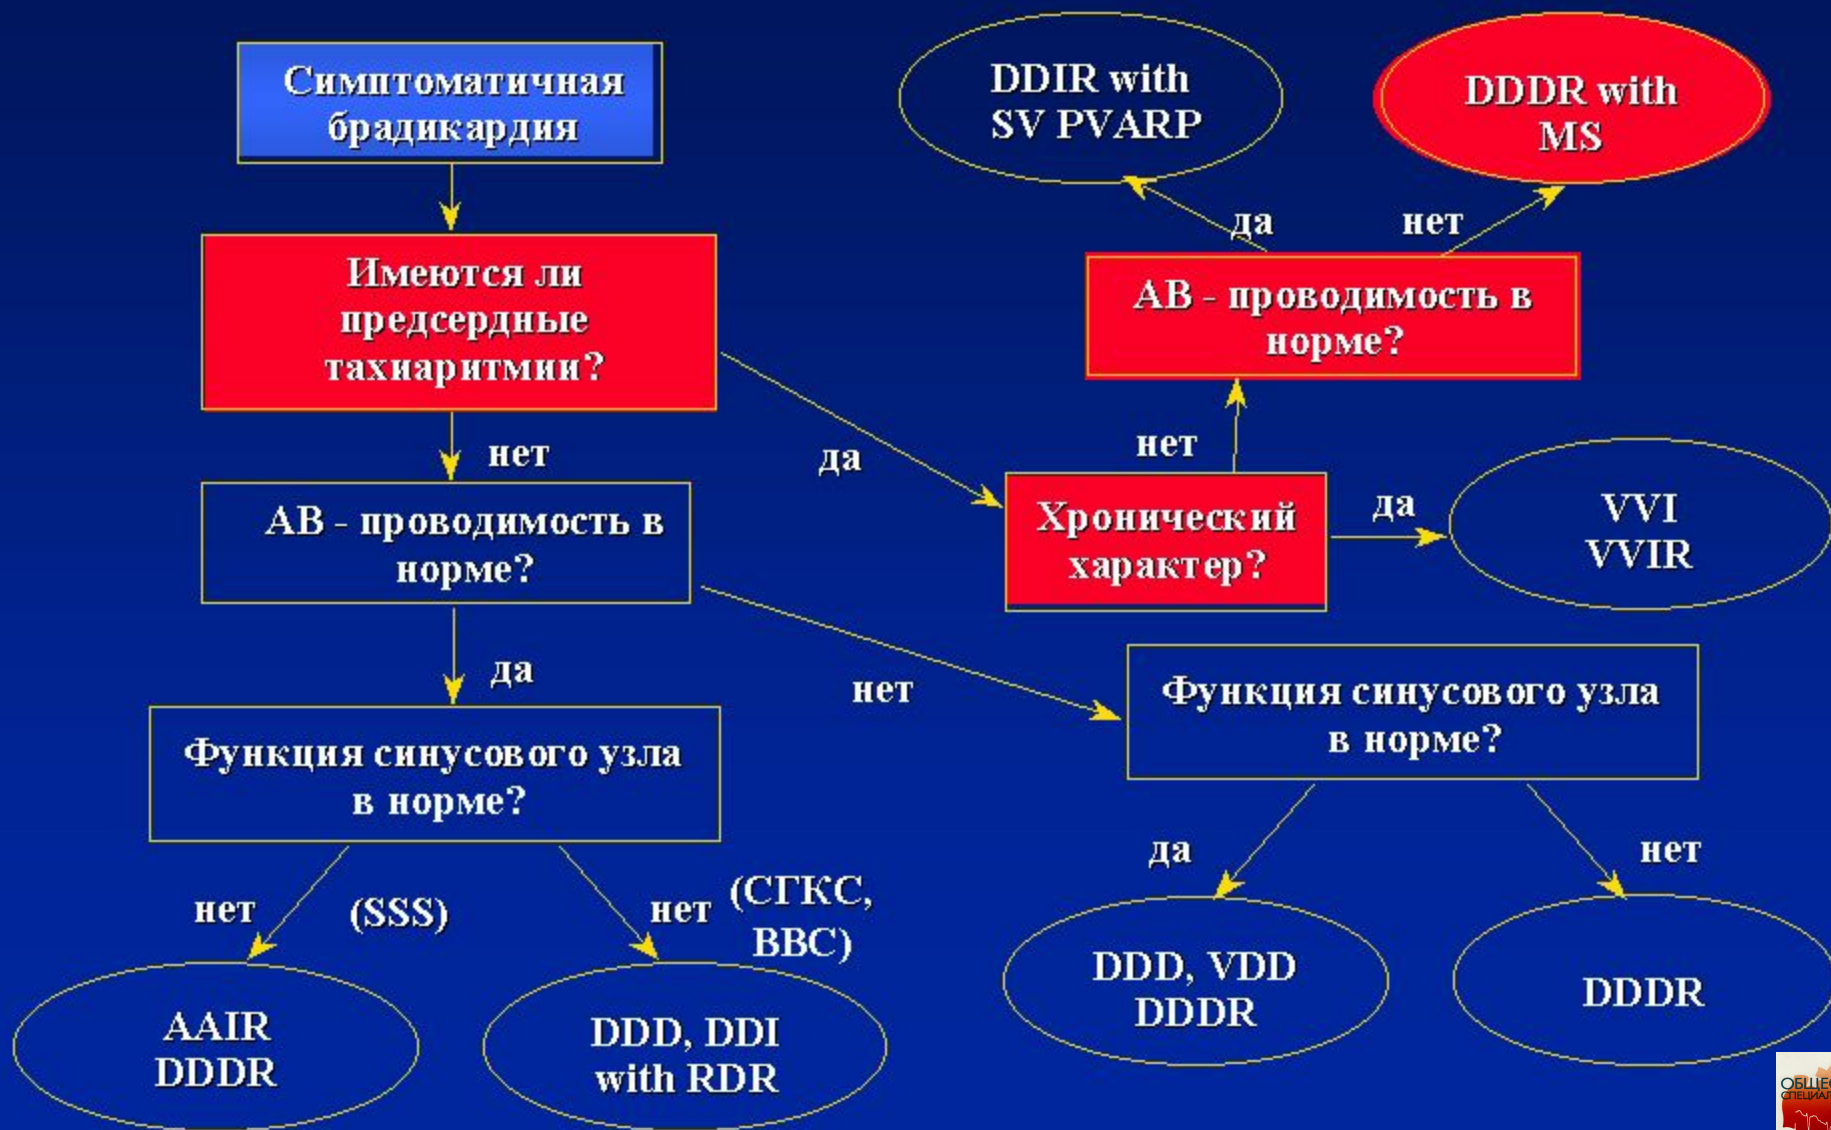 Симптоматичная
брадикардия
DDIR with
SV PVARP
DDDR with
MS
да
нет
Имеются ли
предсердные
тахиаритмии?
АВ - проводимость в
норме?
нет
да
нет
Хронический
характер?
да
VVI
VVIR
АВ - проводимость в
норме?
да
нет
Функция синусового узла
в норме?
Функция синусового узла
в норме?
да
нет
нет
(SSS)
нет
(СГКС,
ВВС)
DDD, VDD
DDDR
DDDR
AAIR
DDDR
DDD, DDI
with RDR